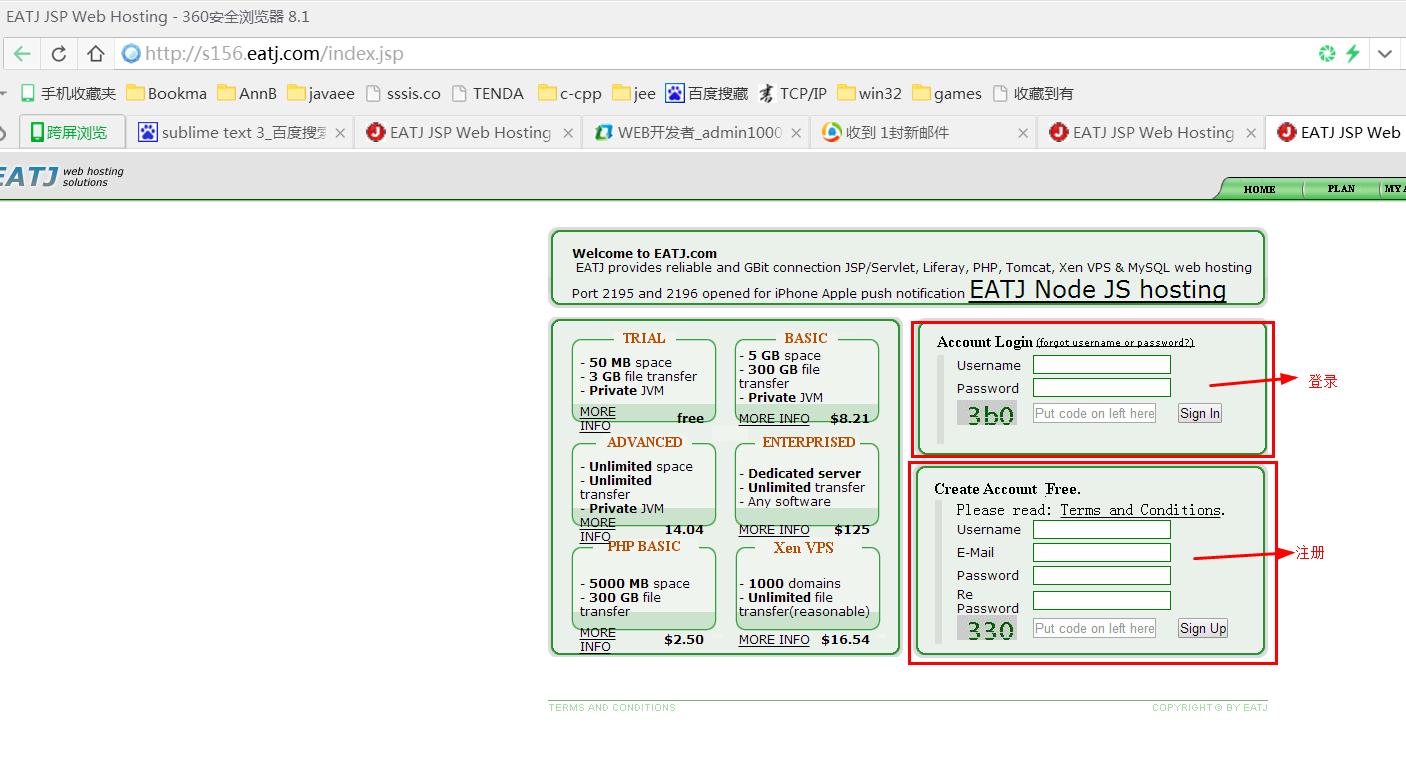 EATJ JSP Web Hosting - 360安全浏览器 8.1
http://s156.eatj.com/index.jsp
手机收藏夹 Bookma AnnB javaee sssis.co TENDA c-cpp jee 百度搜藏 TCP/IP win32 games 收藏到有
跨屏浏览 sublime text 3_百度搜索 EATJ JSP Web Hosting WEB开发者_admin1000 收到 1封新邮件 EATJ JSP Web Hosting EATJ JSP Web
EATJ web hosting
solutions
HOME PLAN MY A
Welcome to EATJ.com
EATJ provides reliable and GBit connection JSP/Servlet, Liferay, PHP, Tomcat, Xen VPS & MySQL web hosting
Port 2195 and 2196 opened for iPhone Apple push notification EATJ Node JS hosting
TRIAL
- 50 MB space
- 3 GB file transfer
- Private JVM
MORE
INFO
free
BASIC
- 5 GB space
- 300 GB file
transfer
- Private JVM
MORE INFO $8.21
ADVANCED
- Unlimited space
- Unlimited
transfer
- Private JVM
MORE
INFO
14.04
ENTERPRISED
- Dedicated server
- Unlimited transfer
- Any software
MORE INFO $125
PHP BASIC
- 5000 MB space
- 300 GB file
transfer
MORE
INFO
$2.50
Xen VPS
- 1000 domains
- Unlimited file
transfer(reasonable)
MORE INFO $16.54
Account Login (forgot username or password?)
Username
Password
3b0 Put code on left here Sign In
登录
Create Account Free.
Please read: Terms and Conditions.
Username
E-Mail
Password
Re
Password
330 Put code on left here Sign Up
注册
TERMS AND CONDITIONS COPYRIGHT © BY EATJ